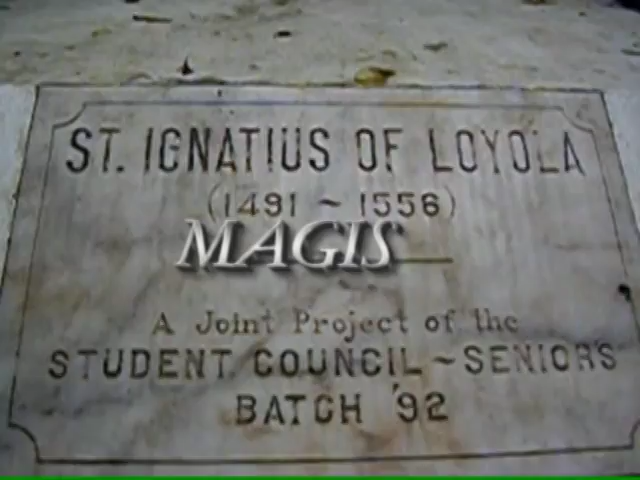 ST. IGNATIUS OF LOYOLA
(1491 ~ 1556)
MAGIS
A Joint Project of the
STUDENT COUNCIL ~ SENIORS
BATCH '92